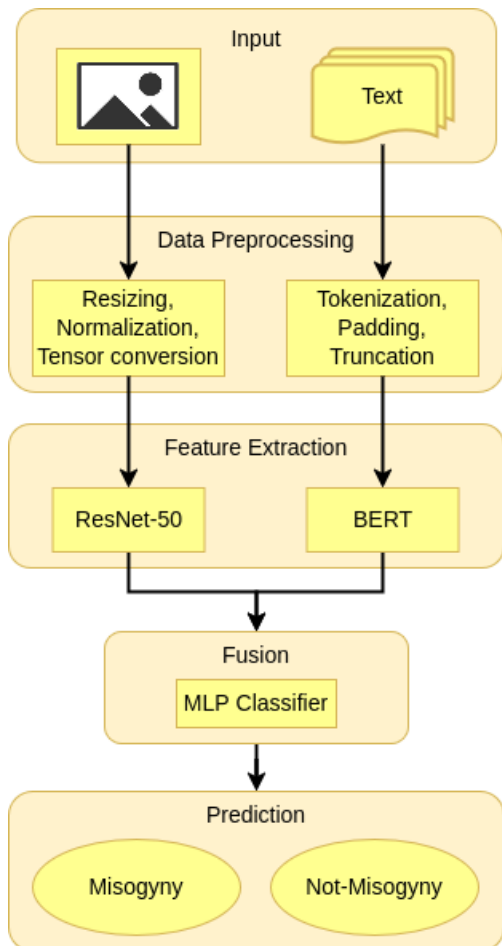 Input
Text
Data Preprocessing
Resizing,
Normalization,
Tensor conversion
Tokenization,
Padding,
Truncation
Feature Extraction
ResNet-50
BERT
Fusion
MLP Classifier
Prediction
Misogyny
Not-Misogyny